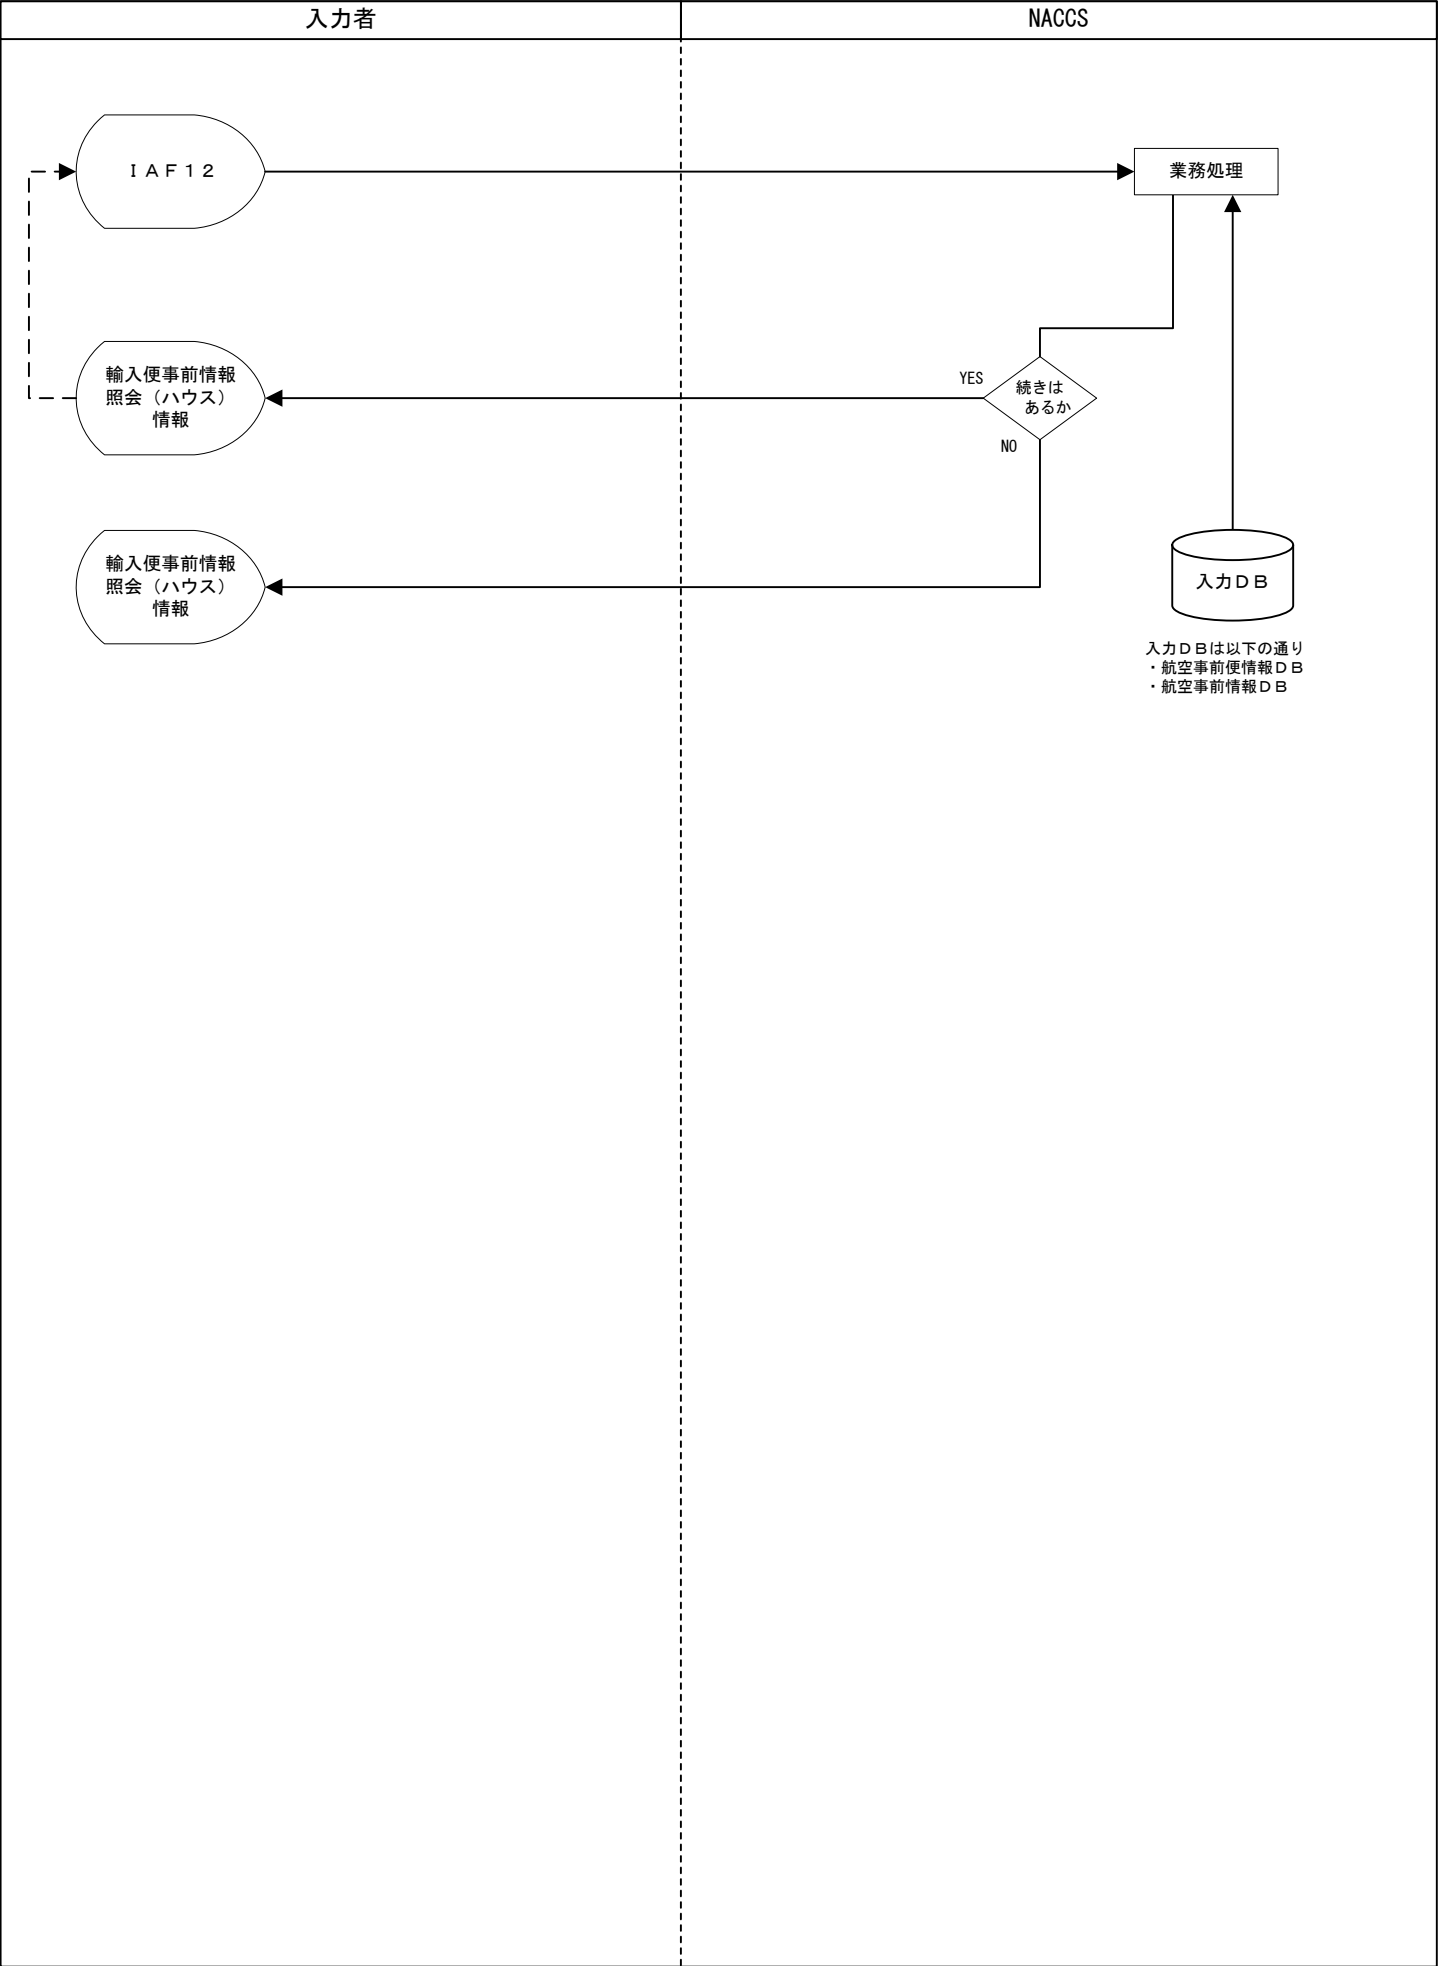 入力者
NACCS
ＩＡＦ１２
業務処理
輸入便事前情報
照会（ハウス）
情報
YES
続きは
あるか
NO
輸入便事前情報
照会（ハウス）
情報
入力ＤＢ
入力ＤＢは以下の通り
・航空事前便情報ＤＢ
・航空事前情報ＤＢ